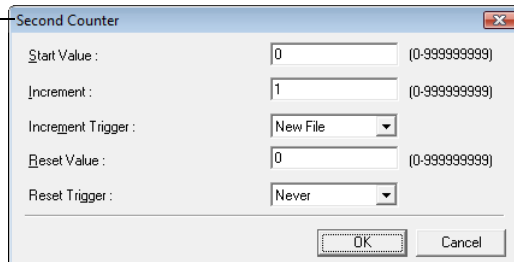 Second Counter
Start Value : 0 (0-999999999)
Increment : 1 (0-999999999)
Increment Trigger : New File
Reset Value : 0 (0-999999999)
Reset Trigger : Never
OK Cancel